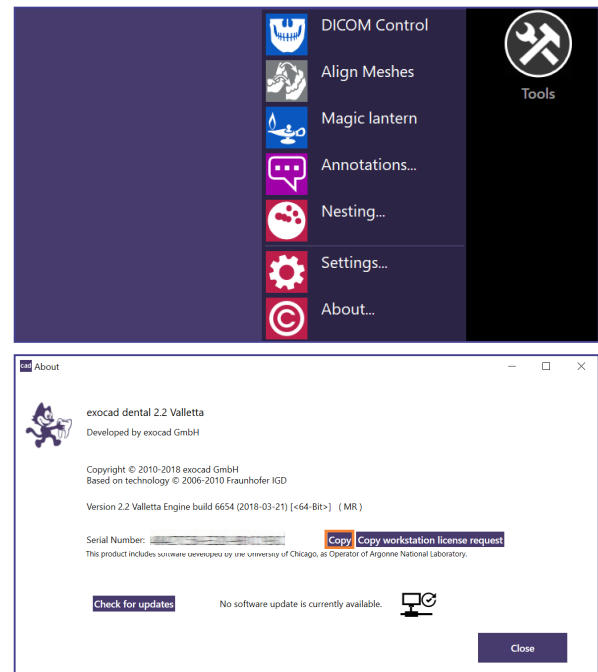 DICOM Control
Align Meshes
Tools
Magic lantern
Annotations...
Nesting...
Settings...
About...
cad About
exocad dental 2.2 Valletta
Developed by exocad GmbH
Copyright © 2010-2018 exocad GmbH
Based on technology © 2006-2010 Fraunhofer IGD
Version 2.2 Valletta Engine build 6654 (2018-03-21) [<64-Bit>] ( MR )
Serial Number: Copy Copy workstation license request
This product includes software developed by the University of Chicago, as Operator of Argonne National Laboratory.
Check for updates No software update is currently available.
Close